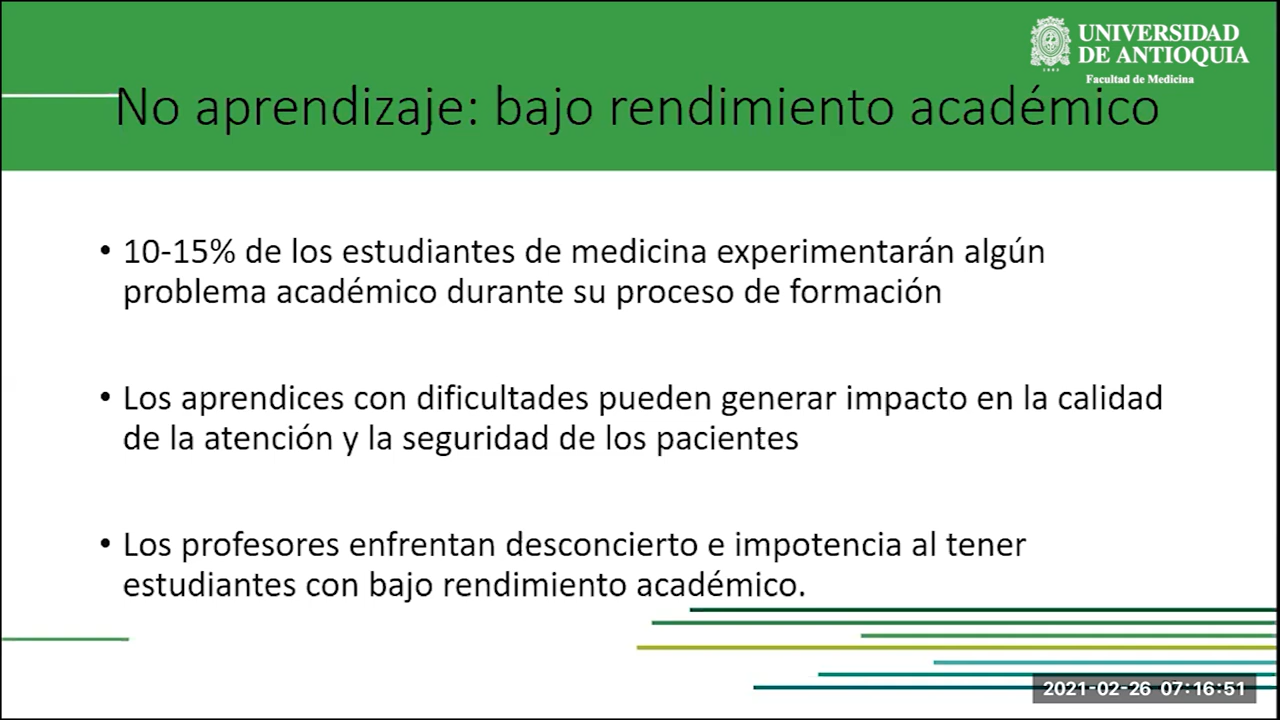 UNIVERSIDAD
DE ANTIOQUIA
1803
Facultad de Medicina
No aprendizaje: bajo rendimiento académico
• 10-15% de los estudiantes de medicina experimentarán algún
problema académico durante su proceso de formación
• Los aprendices con dificultades pueden generar impacto en la calidad
de la atención y la seguridad de los pacientes
• Los profesores enfrentan desconcierto e impotencia al tener
estudiantes con bajo rendimiento académico.
2021-02-26 07:16:51